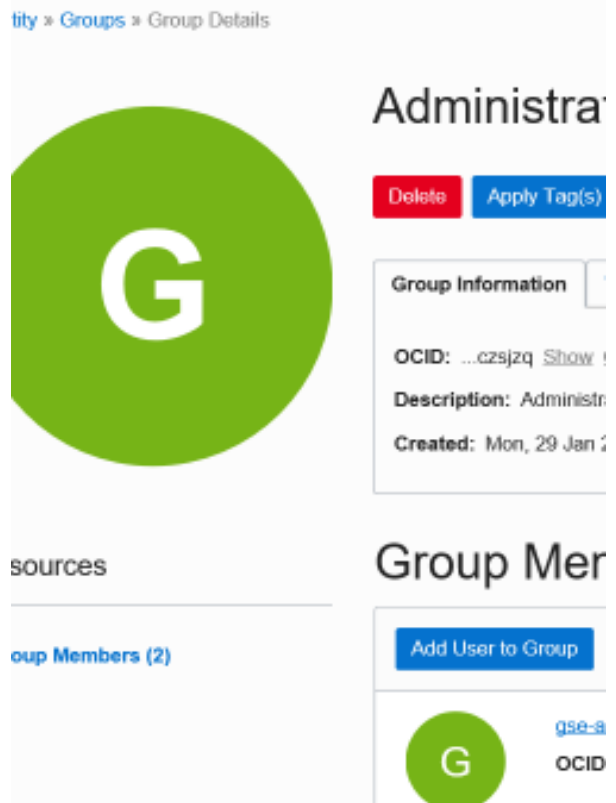 tity » Groups » Group Details
Administrat
Delete Apply Tag(s)
G
Group Information
OCID: ...czsjzq Show
Description: Administra
Created: Mon, 29 Jan 2
sources
Group Mem
oup Members (2)
Add User to Group
gse-a
G
OCID